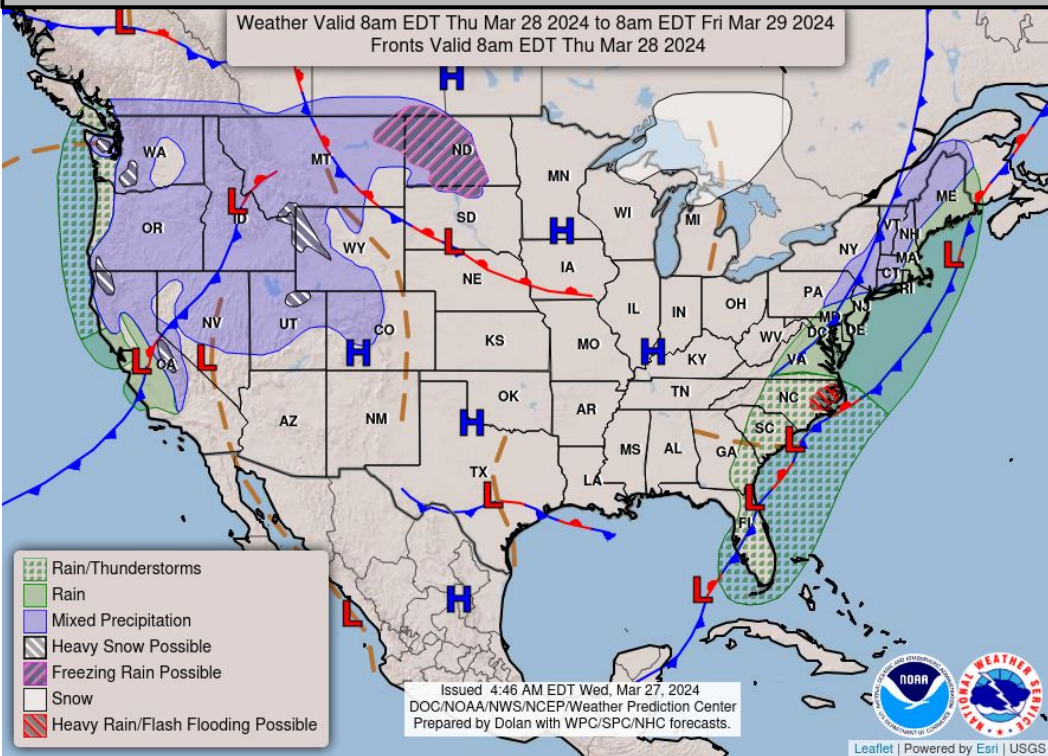 Weather Valid 8am EDT Thu Mar 28 2024 to 8am EDT Fri Mar 29 2024
Fronts Valid 8am EDT Thu Mar 28 2024
L
H
WA
MT
ND
MN
ME
L
ID
OR
SD
WI
MI
VT
NH
NY
MA
H
L
WY
L
CT
RI
IA
NE
PA
NJ
OH
IL
IN
MD
DE
DC
NV
UT
CO
WV
L
L
CA
H
KS
MO
H
KY
VA
TN
NC
OK
AZ
NM
AR
H
SC
L
MS
AL
GA
TX
L
LA
L
FL
L
H
L
Rain/Thunderstorms
Rain
Mixed Precipitation
Heavy Snow Possible
Freezing Rain Possible
Snow
Heavy Rain/Flash Flooding Possible
Issued 4:46 AM EDT Wed, Mar 27, 2024
DOC/NOAA/NWS/NCEP/Weather Prediction Center
Prepared by Dolan with WPC/SPC/NHC forecasts.
NOAA
NATIONAL WEATHER SERVICE
Leaflet | Powered by Esri | USGS